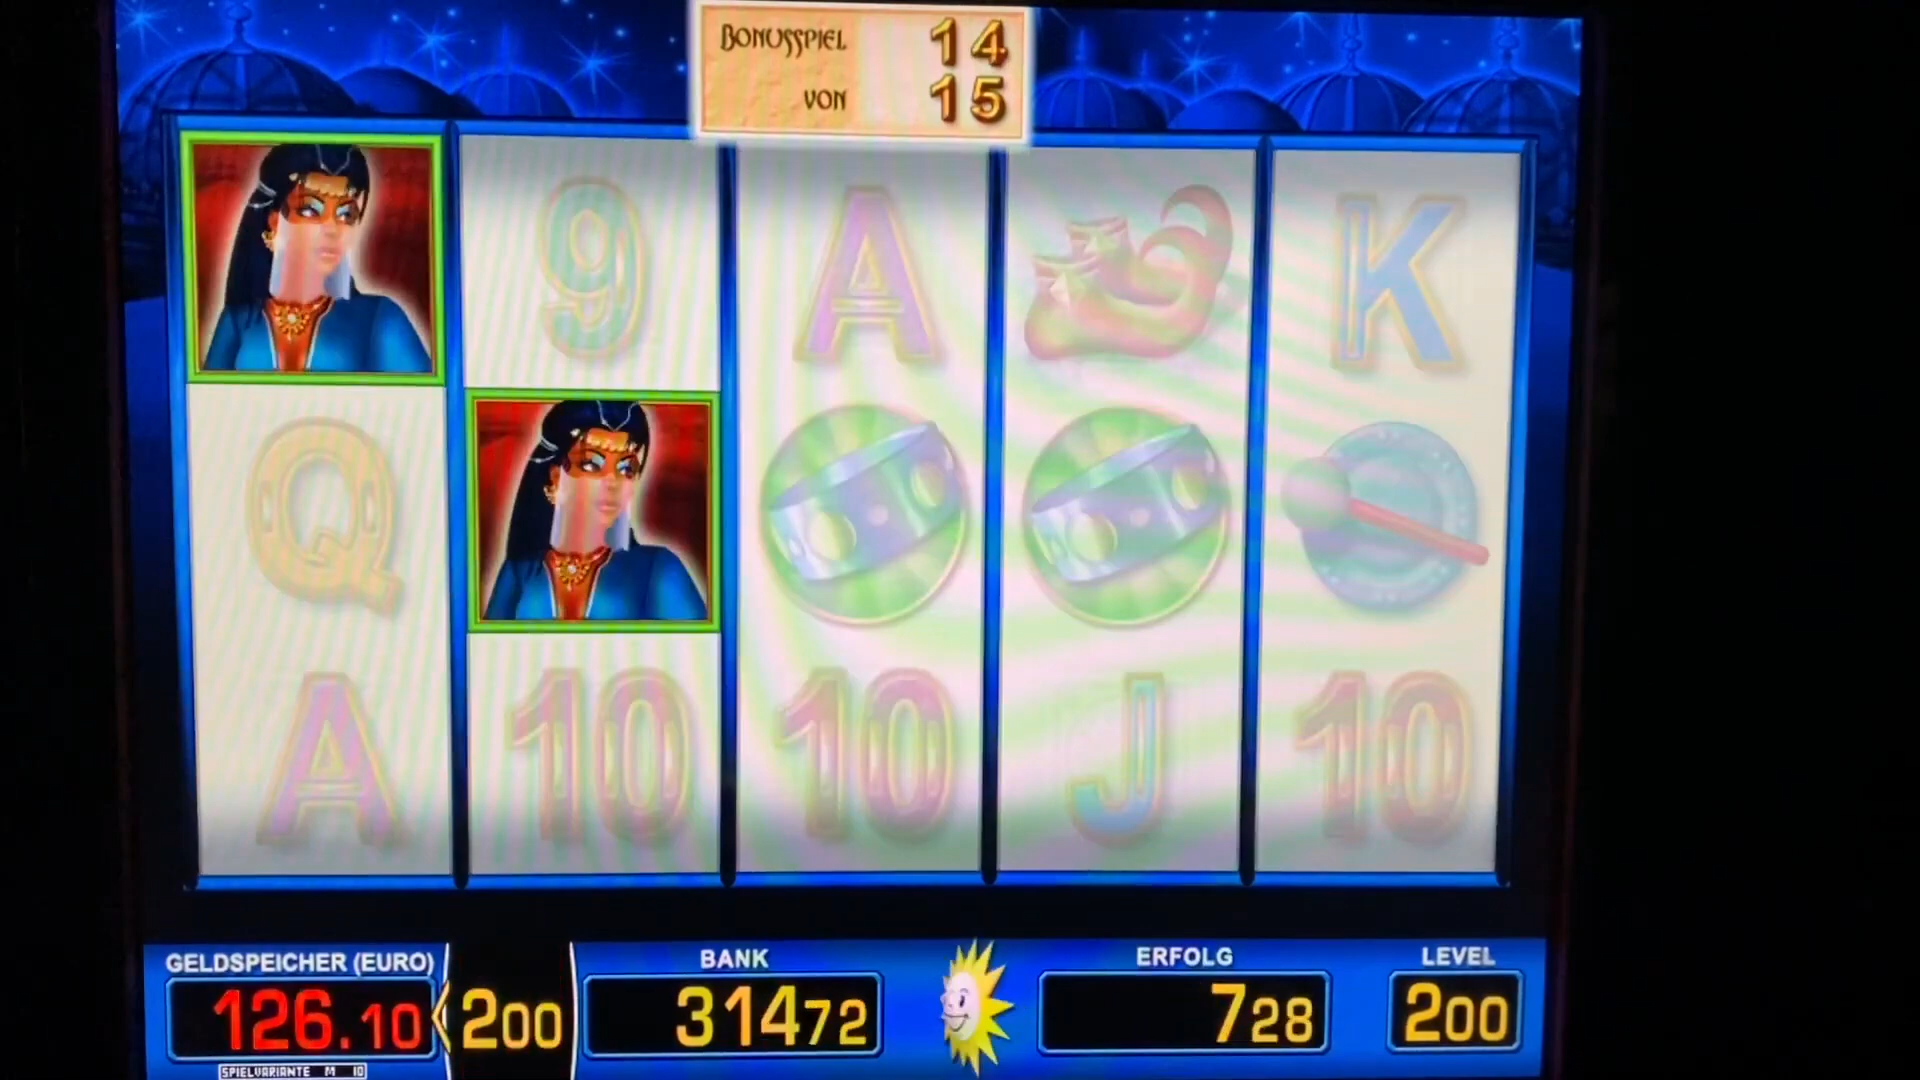 BONUSSPIEL 14
VON 15
9 A K
Q
A 10 10 J 10
GELDSPEICHER (EURO) BANK ERFOLG LEVEL
126.10 200 31472 728 200
SPIELVARIANTE M 10